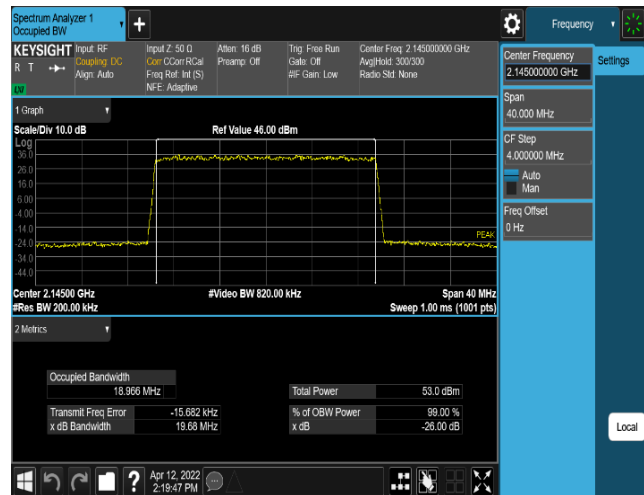 Spectrum Analyzer 1
Occupied BW
Frequency
KEYSIGHT
R T
LXI
Input: RF
Coupling: DC
Align: Auto
Input Z: 50 Ω
Corr CCorr RCal
Freq Ref: Int (S)
NFE: Adaptive
Atten: 16 dB
Preamp: Off
Trig: Free Run
Gate: Off
#IF Gain: Low
Center Freq: 2.145000000 GHz
Avg|Hold: 300/300
Radio Std: None
Center Frequency
2.145000000 GHz
Settings
Span
40.000 MHz
CF Step
4.000000 MHz
Auto
Man
Freq Offset
0 Hz
1 Graph
Scale/Div 10.0 dB
Ref Value 46.00 dBm
Log
36.0
26.0
16.0
6.00
-4.00
-14.0
-24.0
-34.0
-44.0
PEAK
Center 2.14500 GHz
#Video BW 820.00 kHz
Span 40 MHz
#Res BW 200.00 kHz
Sweep 1.00 ms (1001 pts)
2 Metrics
Occupied Bandwidth
18.966 MHz
Total Power 53.0 dBm
Transmit Freq Error -15.682 kHz
% of OBW Power 99.00 %
x dB Bandwidth 19.68 MHz
x dB -26.00 dB
Local
?
Apr 12, 2022
2:19:47 PM